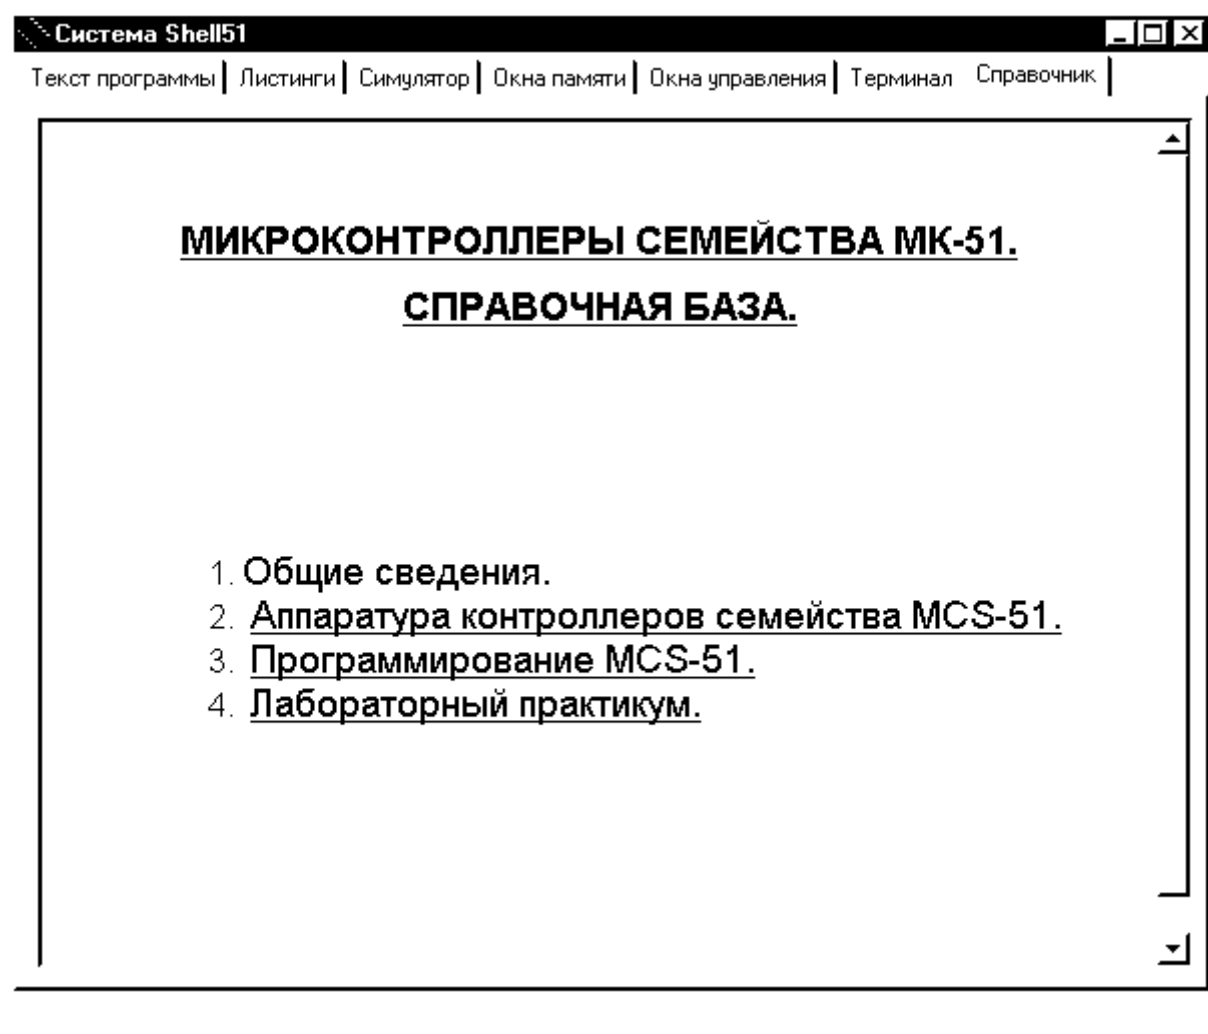 Система Shell51
Текст программы Листинги Симулятор Окна памяти Окна управления Терминал Справочник
МИКРОКОНТРОЛЛЕРЫ СЕМЕЙСТВА МК-51.
СПРАВОЧНАЯ БАЗА.
1. Общие сведения.
2. Аппаратура контроллеров семейства MCS-51.
3. Программирование MCS-51.
4. Лабораторный практикум.